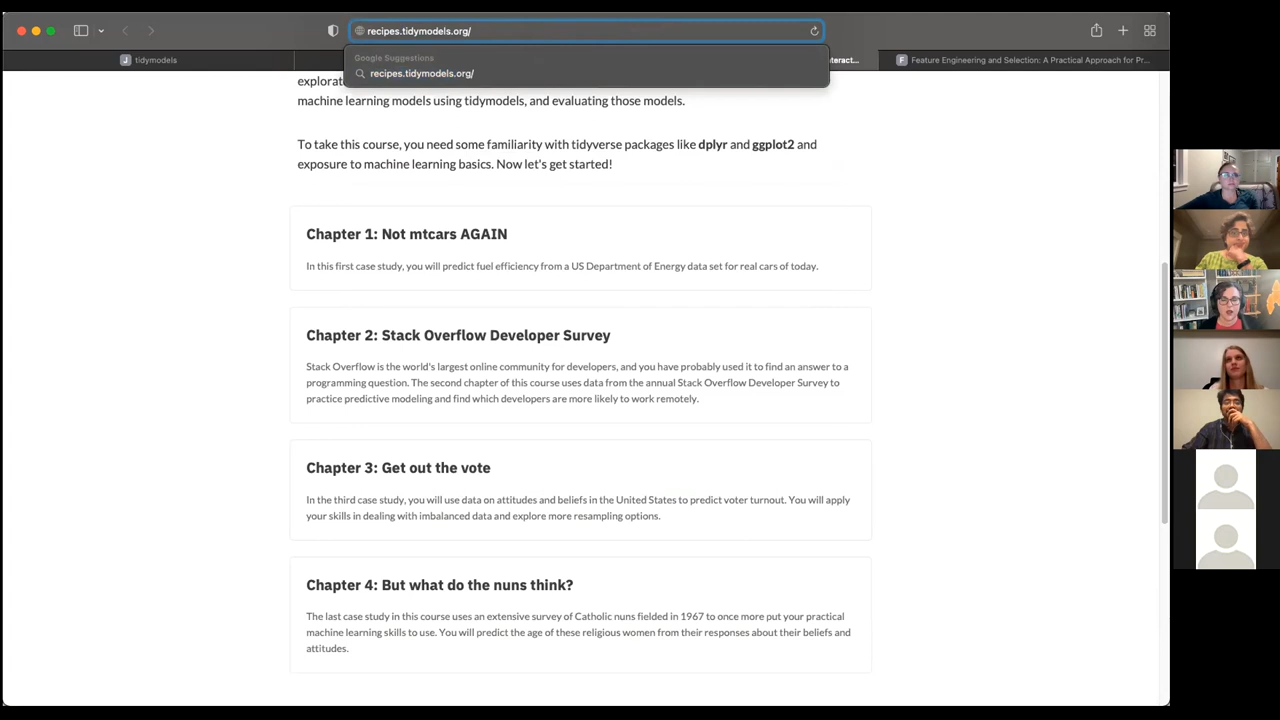 recipes.tidymodels.org/
tidymodels
Google Suggestions
recipes.tidymodels.org/
nteract...
Feature Engineering and Selection: A Practical Approach for Pr...
explorat
machine learning models using tidymodels, and evaluating those models.
To take this course, you need some familiarity with tidyverse packages like dplyr and ggplot2 and
exposure to machine learning basics. Now let's get started!
Chapter 1: Not mtcars AGAIN
In this first case study, you will predict fuel efficiency from a US Department of Energy data set for real cars of today.
Chapter 2: Stack Overflow Developer Survey
Stack Overflow is the world's largest online community for developers, and you have probably used it to find an answer to a
programming question. The second chapter of this course uses data from the annual Stack Overflow Developer Survey to
practice predictive modeling and find which developers are more likely to work remotely.
Chapter 3: Get out the vote
In the third case study, you will use data on attitudes and beliefs in the United States to predict voter turnout. You will apply
your skills in dealing with imbalanced data and explore more resampling options.
Chapter 4: But what do the nuns think?
The last case study in this course uses an extensive survey of Catholic nuns fielded in 1967 to once more put your practical
machine learning skills to use. You will predict the age of these religious women from their responses about their beliefs and
attitudes.